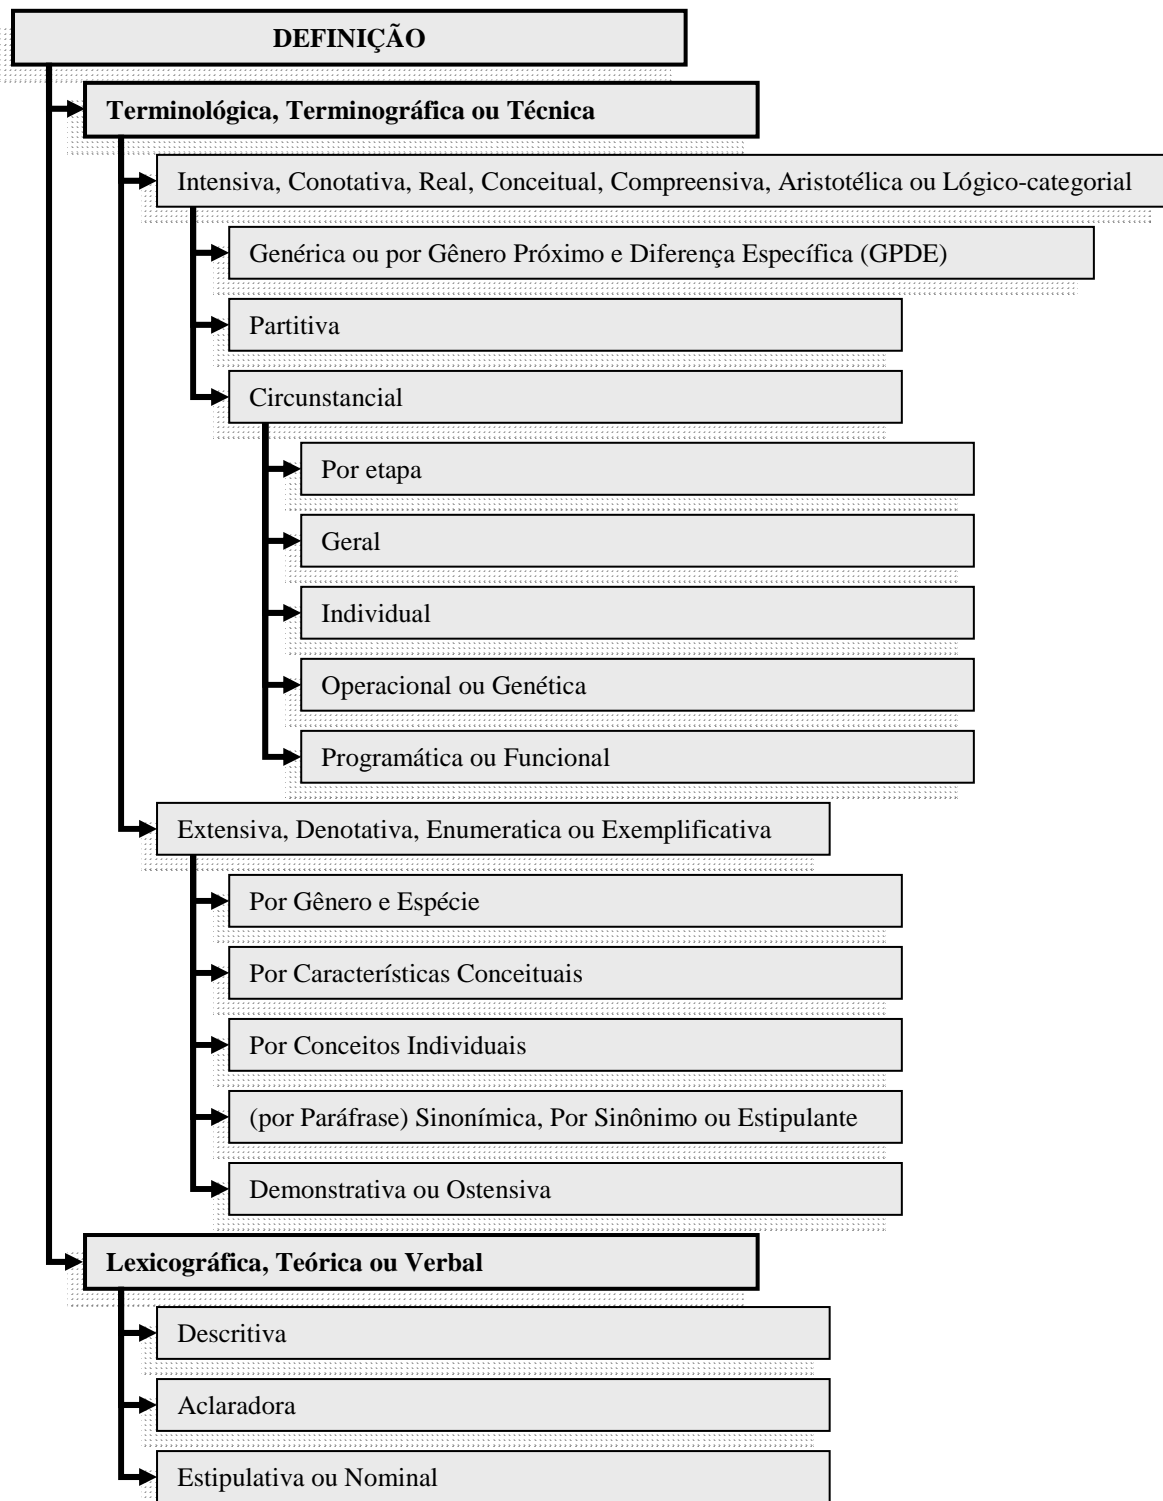 DEFINIÇÃO
Terminológica, Terminográfica ou Técnica
Intensiva, Conotativa, Real, Conceitual, Compreensiva, Aristotélica ou Lógico-categorial
Genérica ou por Gênero Próximo e Diferença Específica (GPDE)
Partitiva
Circunstancial
Por etapa
Geral
Individual
Operacional ou Genética
Programática ou Funcional
Extensiva, Denotativa, Enumeratica ou Exemplificativa
Por Gênero e Espécie
Por Características Conceituais
Por Conceitos Individuais
(por Paráfrase) Sinonímica, Por Sinônimo ou Estipulante
Demonstrativa ou Ostensiva
Lexicográfica, Teórica ou Verbal
Descritiva
Aclaradora
Estipulativa ou Nominal